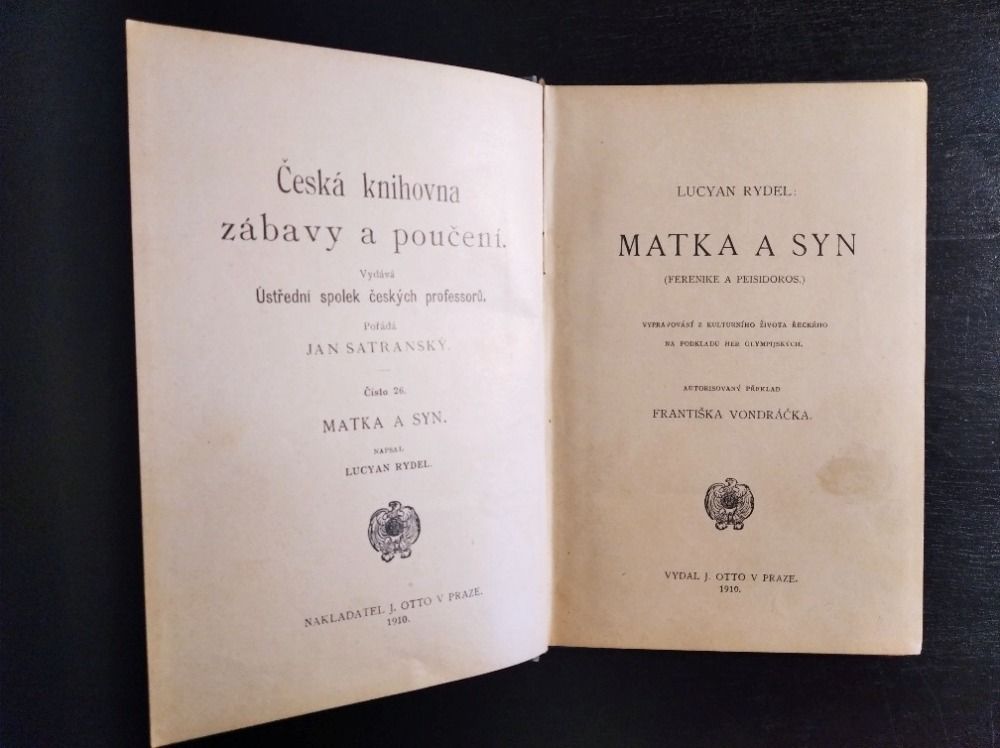 Česká knihovna
zábavy a poučení.
Vydává
Ústřední spolek českých professorů.
Pořádá
JAN SATRANSKÝ.
Číslo 26.
MATKA A SYN.
NAPSAL
LUCYAN RYDEL.
NAKLADATEL J. OTTO V PRAZE.
1910.
LUCYAN RYDEL:
MATKA A SYN
(FERENIKE A PEISIDOROS.)
VYPRAVOVÁNÍ Z KULTURNÍHO ŽIVOTA ŘECKÉHO
NA PODKLADU HER OLYMPIJSKÝCH.
AUTORISOVANÝ PŘEKLAD
FRANTIŠKA VONDRÁČKA.
VYDAL J. OTTO V PRAZE.
1910.